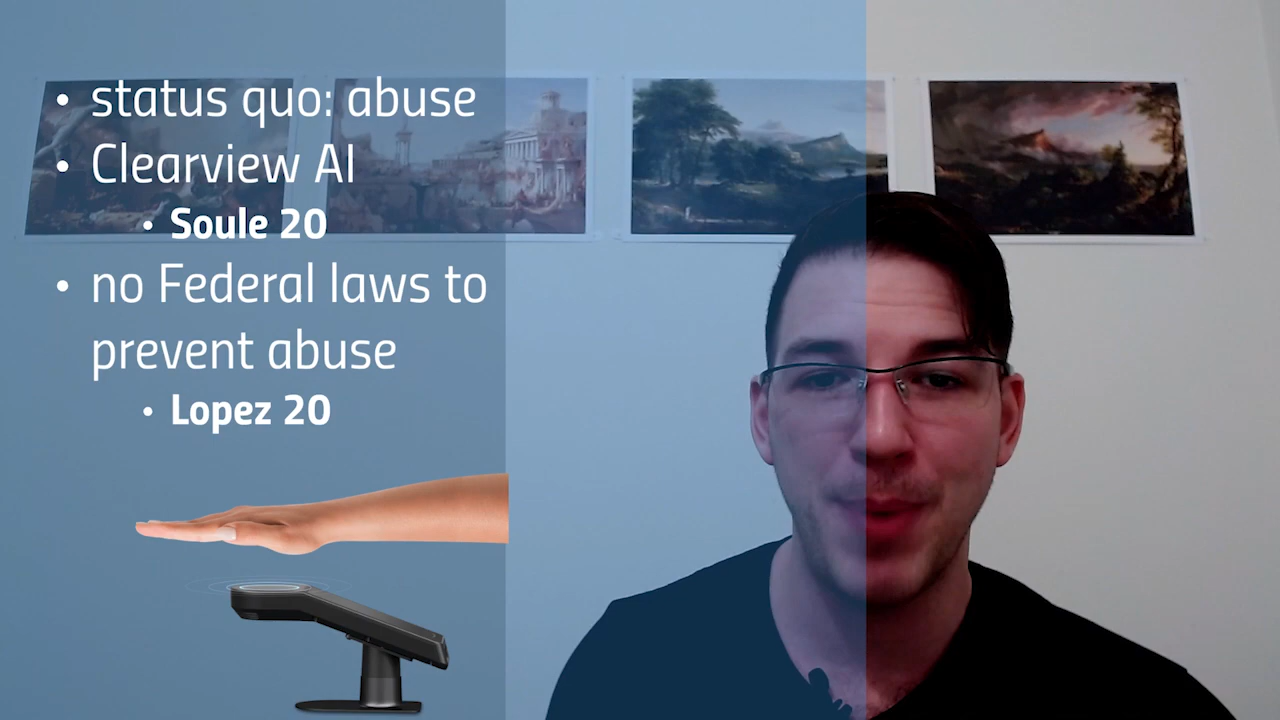 • status quo: abuse
• Clearview AI
• Soule 20
• no Federal laws to
prevent abuse
• Lopez 20